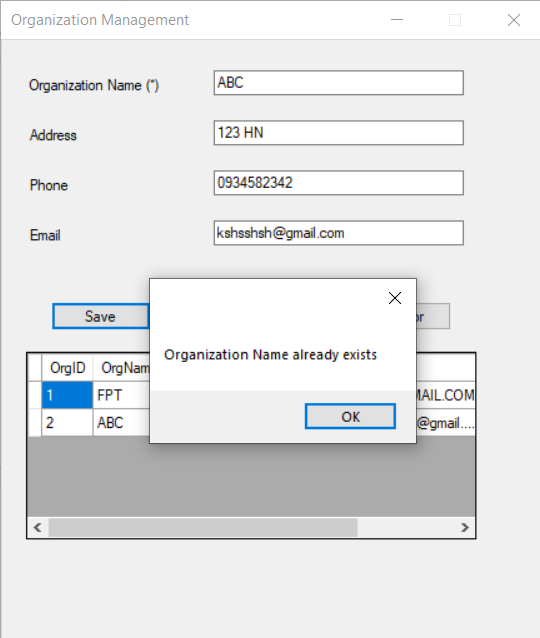 Organization Management
Organization Name (*) ABC
Address 123 HN
Phone 0934582342
Email kshsshsh@gmail.com
Save
Organization Name already exists
OK
OrgID OrgNam
1 FPT MAIL.COM
2 ABC @gmail....